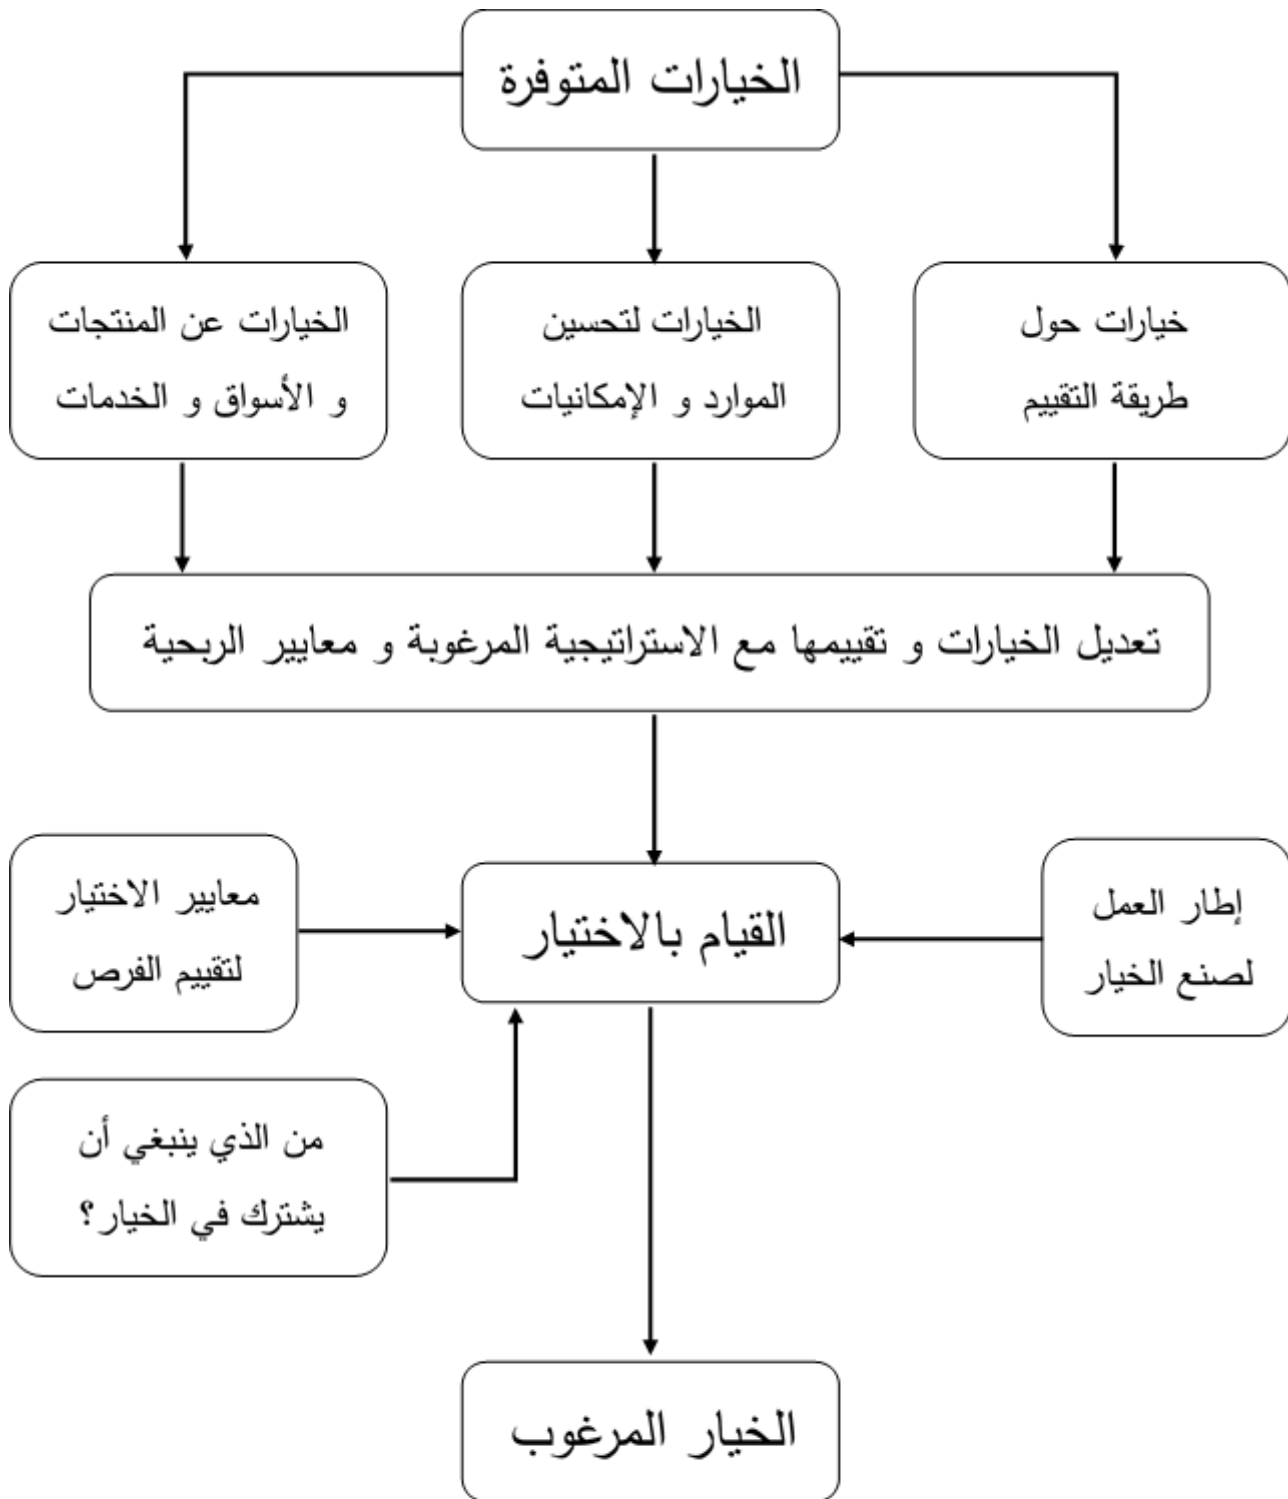 الخيارات المتوفرة
خيارات حول
طريقة التقييم
الخيارات لتحسين
الموارد و الإمكانيات
الخيارات عن المنتجات
و الأسواق و الخدمات
تعديل الخيارات و تقييمها مع الاستراتيجية المرغوبة و معايير الربحية
إطار العمل
لصنع الخيار
القيام بالاختيار
معايير الاختيار
لتقييم الفرص
من الذي ينبغي أن
يشترك في الخيار؟
الخيار المرغوب